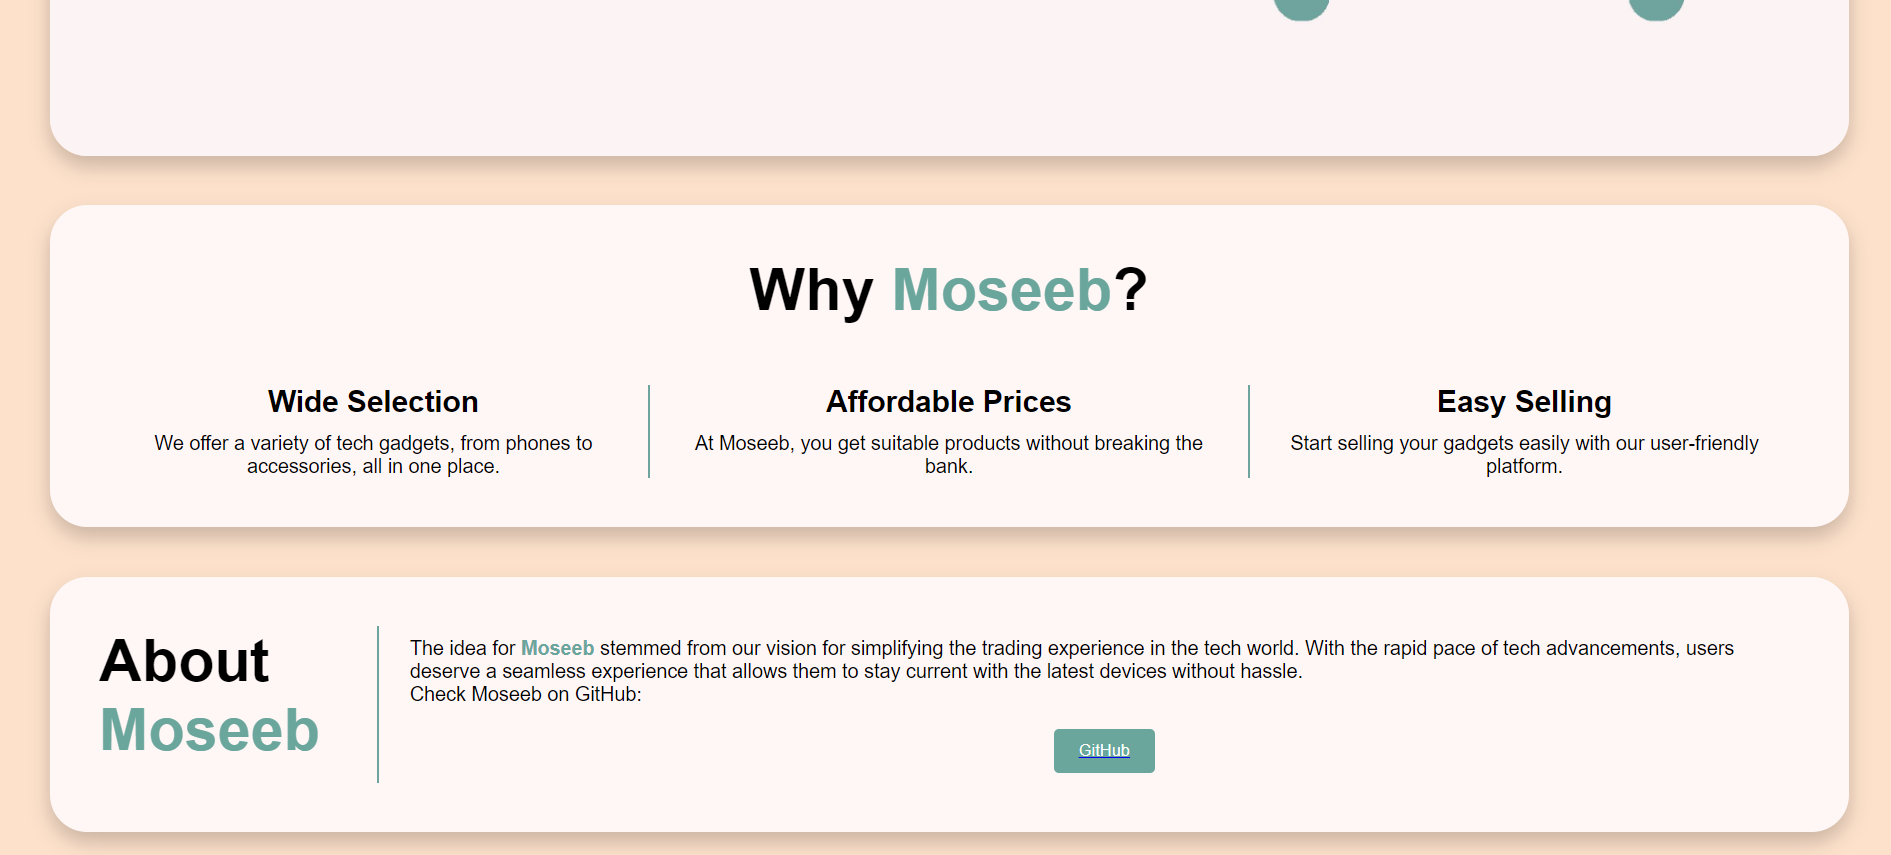 Why Moseeb?
Wide Selection
We offer a variety of tech gadgets, from phones to
accessories, all in one place.
Affordable Prices
At Moseeb, you get suitable products without breaking the
bank.
Easy Selling
Start selling your gadgets easily with our user-friendly
platform.
About
Moseeb
The idea for Moseeb stemmed from our vision for simplifying the trading experience in the tech world. With the rapid pace of tech advancements, users
deserve a seamless experience that allows them to stay current with the latest devices without hassle.
Check Moseeb on GitHub:
GitHub